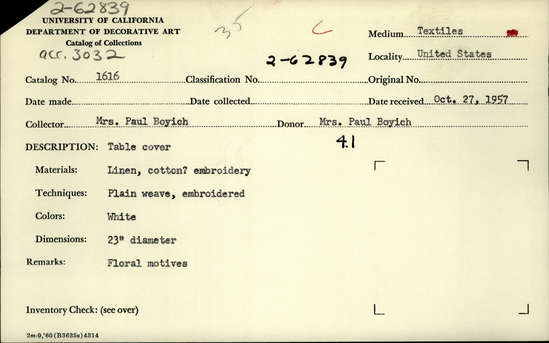 2-62839
UNIVERSITY OF CALIFORNIA
DEPARTMENT OF DECORATIVE ART
Catalog of Collections
acc. 3032
35
C
2-62839
Medium Textiles
Locality United States
Catalog No. 1616 Classification No. Original No.
Date made Date collected Date received Oct. 27, 1957
Collector Mrs. Paul Boyich Donor Mrs. Paul Boyich
4.1
DESCRIPTION: Table cover
Materials: Linen, cotton? embroidery
Techniques: Plain weave, embroidered
Colors: White
Dimensions: 23" diameter
Remarks: Floral motives
Inventory Check: (see over)
2m-9,'60 (B3635s) 4314